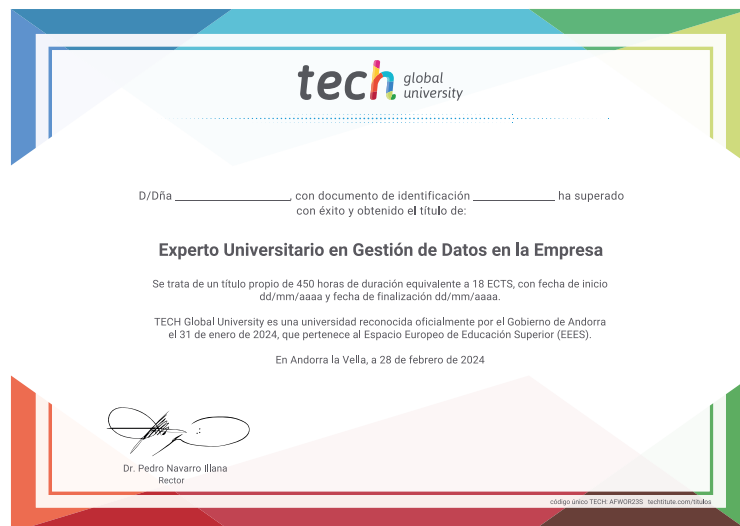 tech global university
D/Dña ____________________, con documento de identificación ______________ ha superado
con éxito y obtenido el título de:
Experto Universitario en Gestión de Datos en la Empresa
Se trata de un título propio de 450 horas de duración equivalente a 18 ECTS, con fecha de inicio
dd/mm/aaaa y fecha de finalización dd/mm/aaaa.
TECH Global University es una universidad reconocida oficialmente por el Gobierno de Andorra
el 31 de enero de 2024, que pertenece al Espacio Europeo de Educación Superior (EEES).
En Andorra la Vella, a 28 de febrero de 2024
Dr. Pedro Navarro Illana
Rector
código único TECH: AFWOR23S techtitute.com/titulos